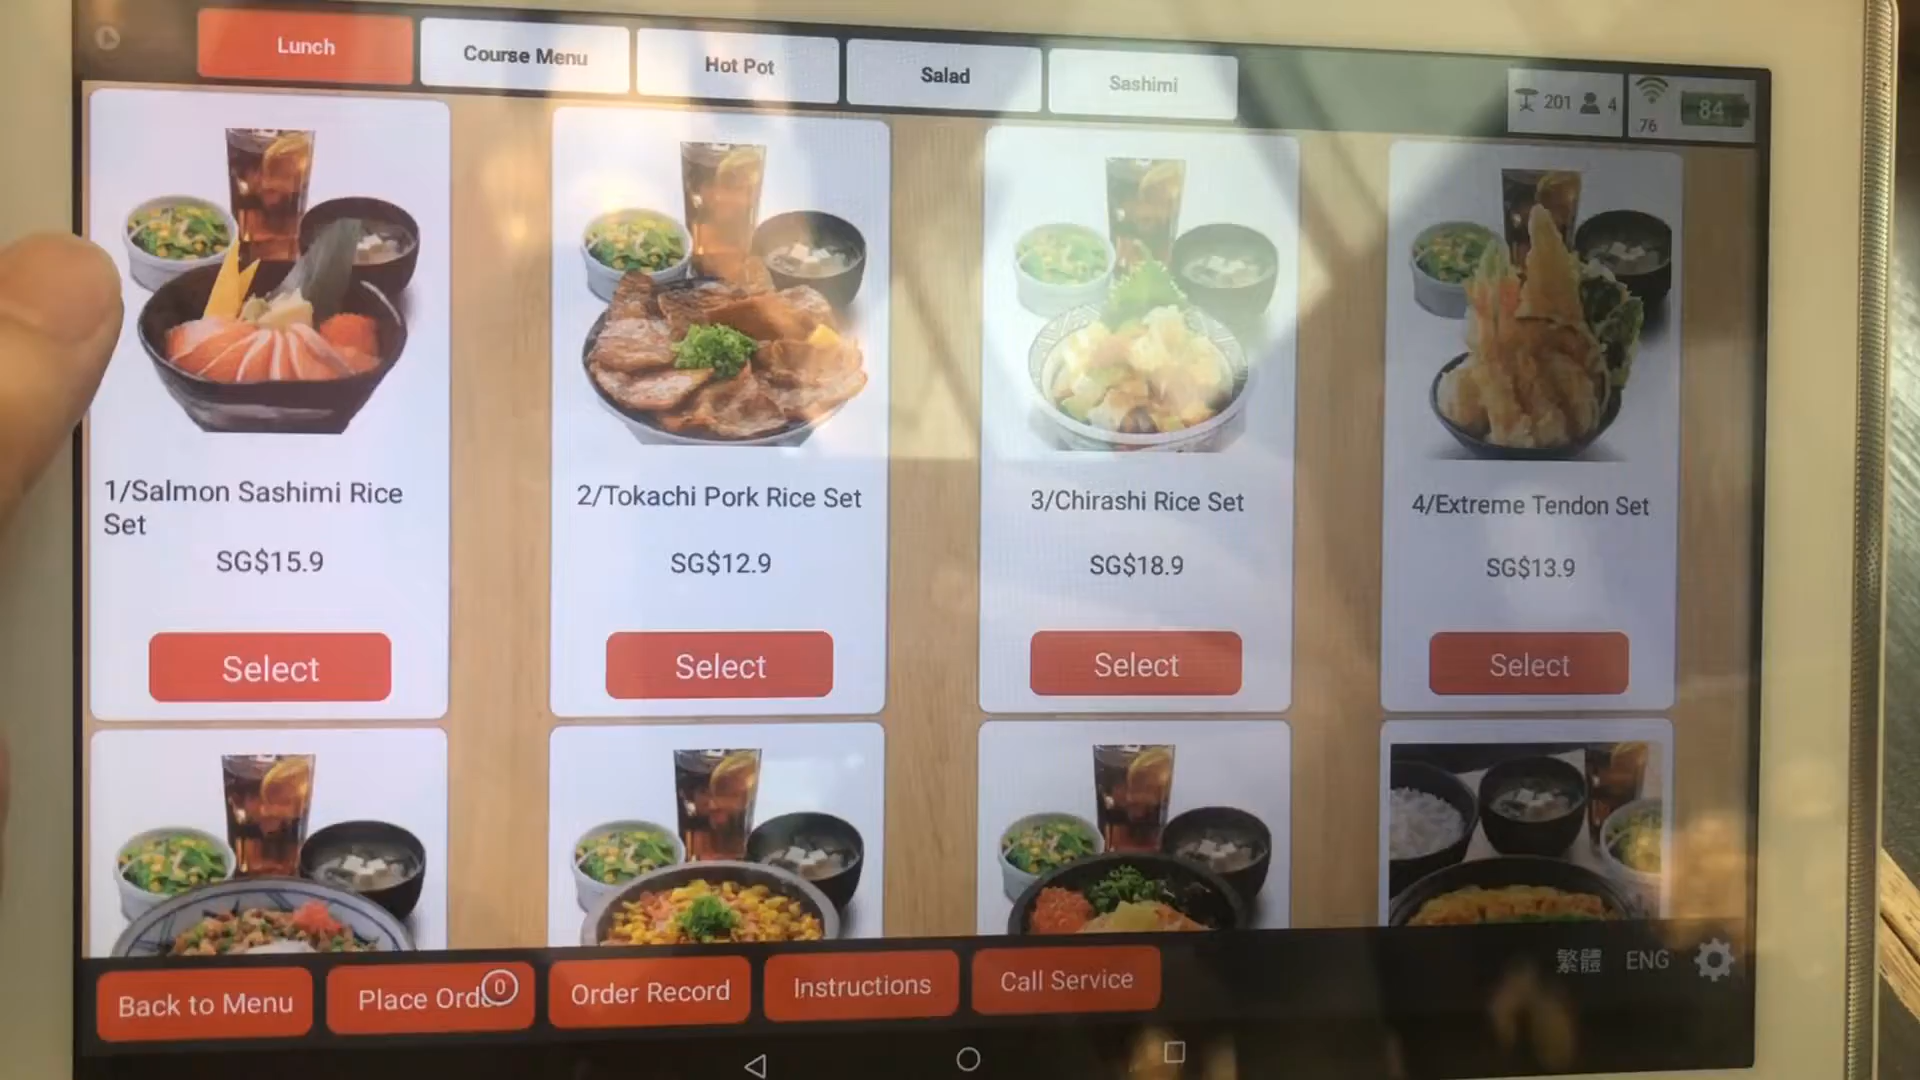 Lunch
Course Menu
Hot Pot
Salad
Sashimi
201 4
76
84
1/Salmon Sashimi Rice
Set
SG$15.9
Select
2/Tokachi Pork Rice Set
SG$12.9
Select
3/Chirashi Rice Set
SG$18.9
Select
4/Extreme Tendon Set
SG$13.9
Select
Back to Menu
Place Orde
0
Order Record
Instructions
Call Service
繁體
ENG